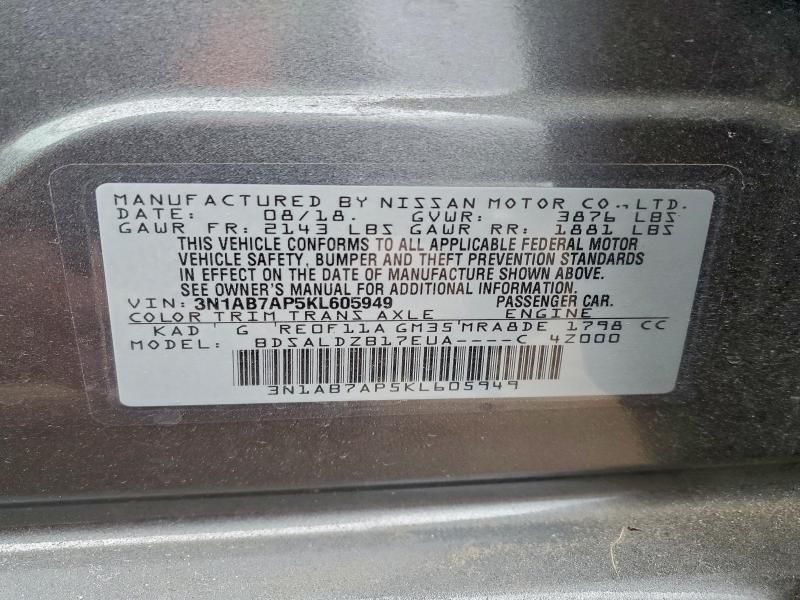 MANUFACTURED BY NISSAN MOTOR CO., LTD.
DATE: 08/18. GVWR: 3876 LBS
GAWR FR: 2143 LBS GAWR RR: 1881 LBS
THIS VEHICLE CONFORMS TO ALL APPLICABLE FEDERAL MOTOR
VEHICLE SAFETY, BUMPER AND THEFT PREVENTION STANDARDS
IN EFFECT ON THE DATE OF MANUFACTURE SHOWN ABOVE.
SEE OWNER'S MANUAL FOR ADDITIONAL INFORMATION
VIN: 3N1AB7AP5KL605949 PASSENGER CAR.
COLOR TRIM TRANS AXLE ENGINE
KAD G RE0F11A GM35 MRA8DE 1798 CC
MODEL: BDSALDZB17EUA----C 4Z000
3N1AB7AP5KL605949